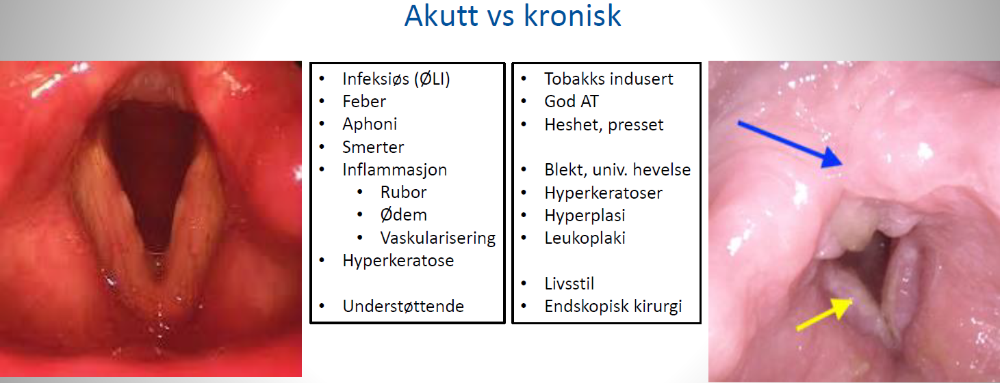 Akutt vs kronisk
• Infeksiøs (ØLI)
• Feber
• Aphoni
• Smerter
• Inflammasjon
• Rubor
• Ødem
• Vaskularisering
• Hyperkeratose
• Understøttende
• Tobakks indusert
• God AT
• Heshet, presset
• Blekt, univ. hevelse
• Hyperkeratoser
• Hyperplasi
• Leukoplaki
• Livsstil
• Endskopisk kirurgi